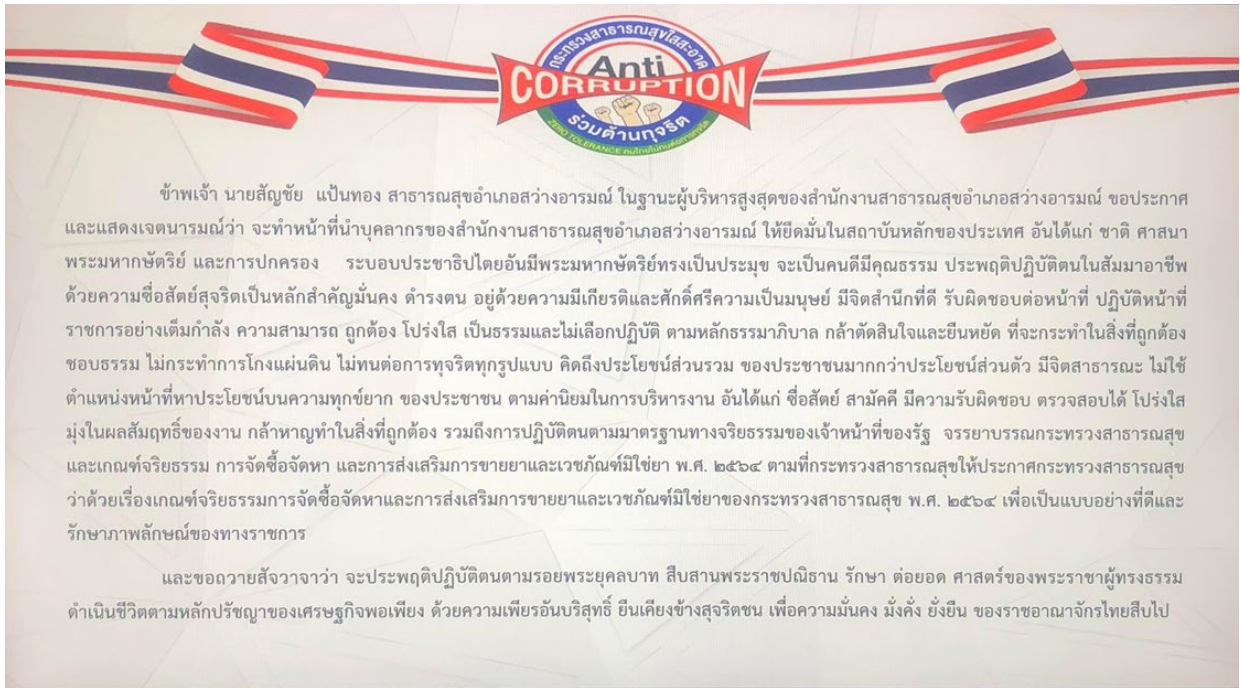 กระทรวงสาธารณสุขใสสะอาด
Anti
CORRUPTION
ร่วมต้านทุจริต
ZERO TOLERANCE คนไทยไม่ทนต่อการทุจริต
ข้าพเจ้า นายสัญชัย แป้นทอง สาธารณสุขอำเภอสว่างอารมณ์ ในฐานะผู้บริหารสูงสุดของสำนักงานสาธารณสุขอำเภอสว่างอารมณ์ ขอประกาศ
และแสดงเจตนารมณ์ว่า จะทำหน้าที่นำบุคลากรของสำนักงานสาธารณสุขอำเภอสว่างอารมณ์ ให้ยึดมั่นในสถาบันหลักของประเทศ อันได้แก่ ชาติ ศาสนา
พระมหากษัตริย์ และการปกครอง ระบอบประชาธิปไตยอันมีพระมหากษัตริย์ทรงเป็นประมุข จะเป็นคนดีมีคุณธรรม ประพฤติปฏิบัติตนในสัมมาอาชีพ
ด้วยความซื่อสัตย์สุจริตเป็นหลักสำคัญมั่นคง ดำรงตน อยู่ด้วยความมีเกียรติและศักดิ์ศรีความเป็นมนุษย์ มีจิตสำนึกที่ดี รับผิดชอบต่อหน้าที่ ปฏิบัติหน้าที่
ราชการอย่างเต็มกำลัง ความสามารถ ถูกต้อง โปร่งใส เป็นธรรมและไม่เลือกปฏิบัติ ตามหลักธรรมาภิบาล กล้าตัดสินใจและยืนหยัด ที่จะกระทำในสิ่งที่ถูกต้อง
ชอบธรรม ไม่กระทำการโกงแผ่นดิน ไม่ทนต่อการทุจริตทุกรูปแบบ คิดถึงประโยชน์ส่วนรวม ของประชาชนมากกว่าประโยชน์ส่วนตัว มีจิตสาธารณะ ไม่ใช้
ตำแหน่งหน้าที่หาประโยชน์บนความทุกข์ยาก ของประชาชน ตามค่านิยมในการบริหารงาน อันได้แก่ ซื่อสัตย์ สามัคคี มีความรับผิดชอบ ตรวจสอบได้ โปร่งใส
มุ่งในผลสัมฤทธิ์ของงาน กล้าหาญทำในสิ่งที่ถูกต้อง รวมถึงการปฏิบัติตนตามมาตรฐานทางจริยธรรมของเจ้าหน้าที่ของรัฐ จรรยาบรรณกระทรวงสาธารณสุข
และเกณฑ์จริยธรรม การจัดซื้อจัดหา และการส่งเสริมการขายยาและเวชภัณฑ์มิใช่ยา พ.ศ. ๒๕๖๔ ตามที่กระทรวงสาธารณสุขให้ประกาศกระทรวงสาธารณสุข
ว่าด้วยเรื่องเกณฑ์จริยธรรมการจัดซื้อจัดหาและการส่งเสริมการขายยาและเวชภัณฑ์มิใช่ยาของกระทรวงสาธารณสุข พ.ศ. ๒๕๖๔ เพื่อเป็นแบบอย่างที่ดีและ
รักษาภาพลักษณ์ของทางราชการ
และขอถวายสัจวาจาว่า จะประพฤติปฏิบัติตนตามรอยพระยุคลบาท สืบสานพระราชปณิธาน รักษา ต่อยอด ศาสตร์ของพระราชาผู้ทรงธรรม
ดำเนินชีวิตตามหลักปรัชญาของเศรษฐกิจพอเพียง ด้วยความเพียรอันบริสุทธิ์ ยืนเคียงข้างสุจริตชน เพื่อความมั่นคง มั่งคั่ง ยั่งยืน ของราชอาณาจักรไทยสืบไป